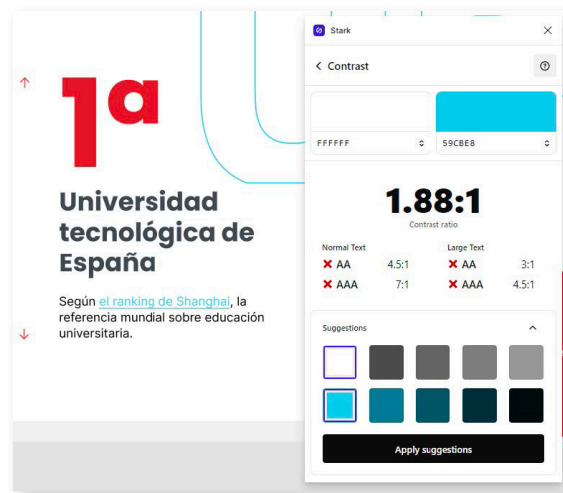 1ª
Universidad
tecnológica de
España
Según el ranking de Shanghai, la
referencia mundial sobre educación
universitaria.
Stark
Contrast
FFFFFF
59CBE8
1.88:1
Contrast ratio
Normal Text
Large Text
AA 4.5:1
AA 3:1
AAA 7:1
AAA 4.5:1
Suggestions
Apply suggestions